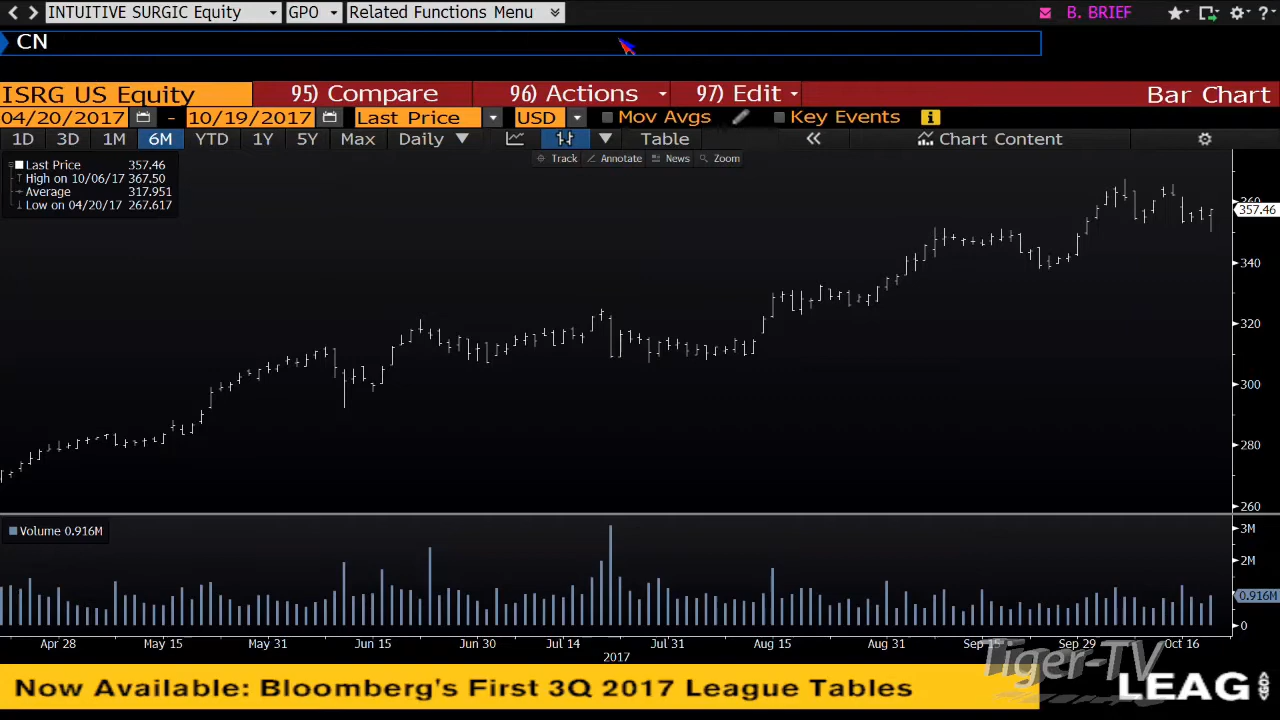 INTUITIVE SURGIC Equity GPO Related Functions Menu B. BRIEF ?
CN
ISRG US Equity 95) Compare 96) Actions 97) Edit Bar Chart
04/20/2017 - 10/19/2017 Last Price USD Mov Avgs Key Events i
1D 3D 1M 6M YTD 1Y 5Y Max Daily Table Chart Content
Track Annotate News Zoom
Last Price 357.46
High on 10/06/17 367.50
Average 317.951
Low on 04/20/17 267.617
357.46
340
320
300
280
260
Volume 0.916M
3M
2M
0.916M
0
Apr 28 May 15 May 31 Jun 15 Jun 30 Jul 14 Jul 31 Aug 15 Aug 31 Sep 15 Sep 29 Oct 16
2017
Tiger-TV
Now Available: Bloomberg's First 3Q 2017 League Tables
LEAG